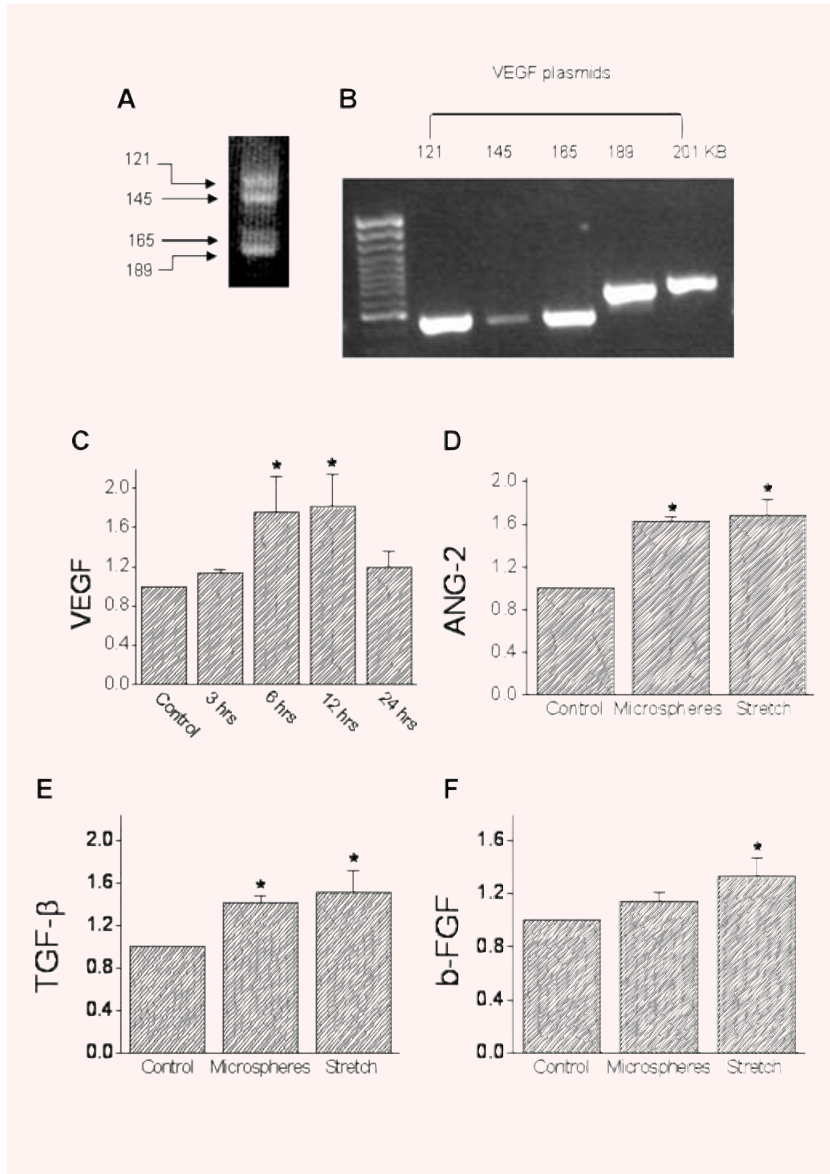 A
121
145
165
189
B
VEGF plasmids
121 145 165 189 201 KB
C
VEGF
2.0
1.6
1.2
0.8
0.4
0.0
* *
Control 3 hrs 6 hrs 12 hrs 24 hrs
D
ANG-2
2.0
1.6
1.2
0.8
0.4
0.0
* *
Control Microspheres Stretch
E
TGF-β
2.0
1.6
1.2
0.8
0.4
0.0
* *
Control Microspheres Stretch
F
b-FGF
1.6
1.2
0.8
0.4
0.0
*
Control Microspheres Stretch